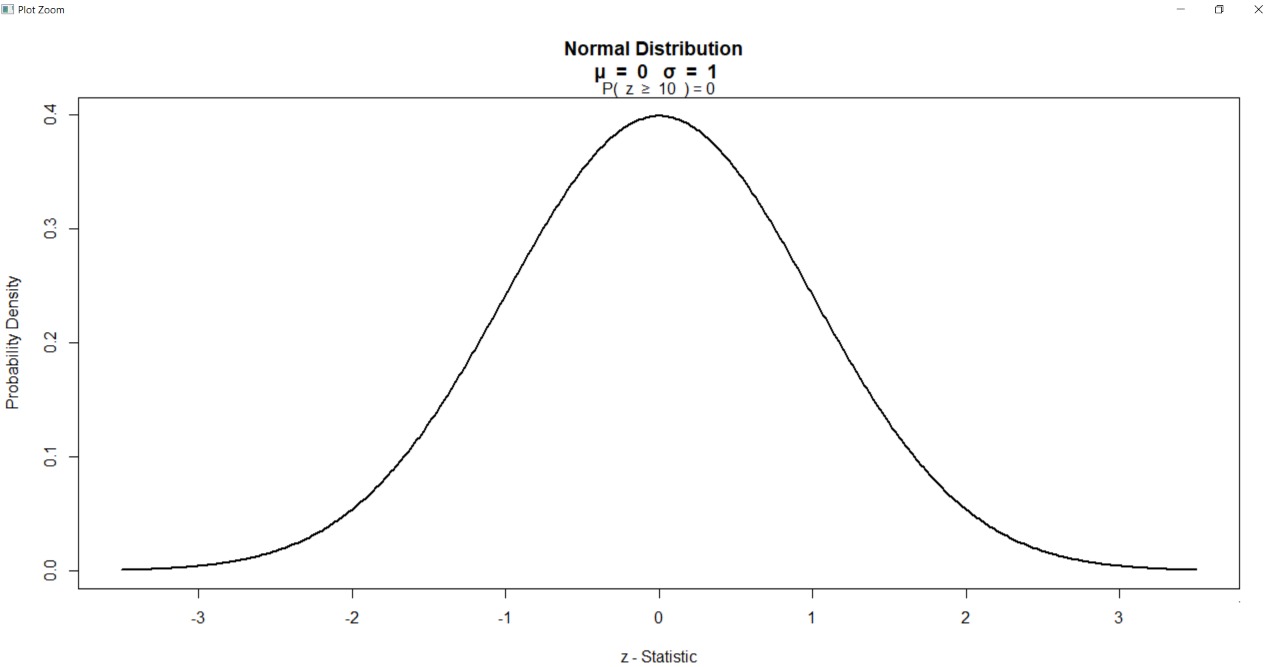 Plot Zoom
Normal Distribution
μ = 0 σ = 1
P( z ≥ 10 ) = 0
0.4
0.3
0.2
0.1
0.0
Probability Density
-3 -2 -1 0 1 2 3
z - Statistic